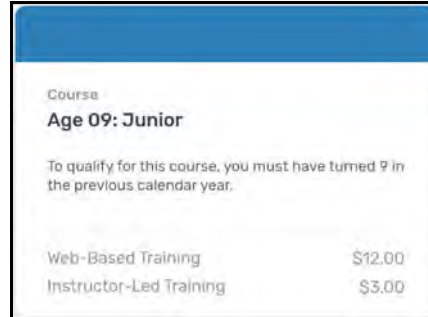 Course
Age 09: Junior
To qualify for this course, you must have turned 9 in
the previous calendar year.
Web-Based Training $12.00
Instructor-Led Training $3.00